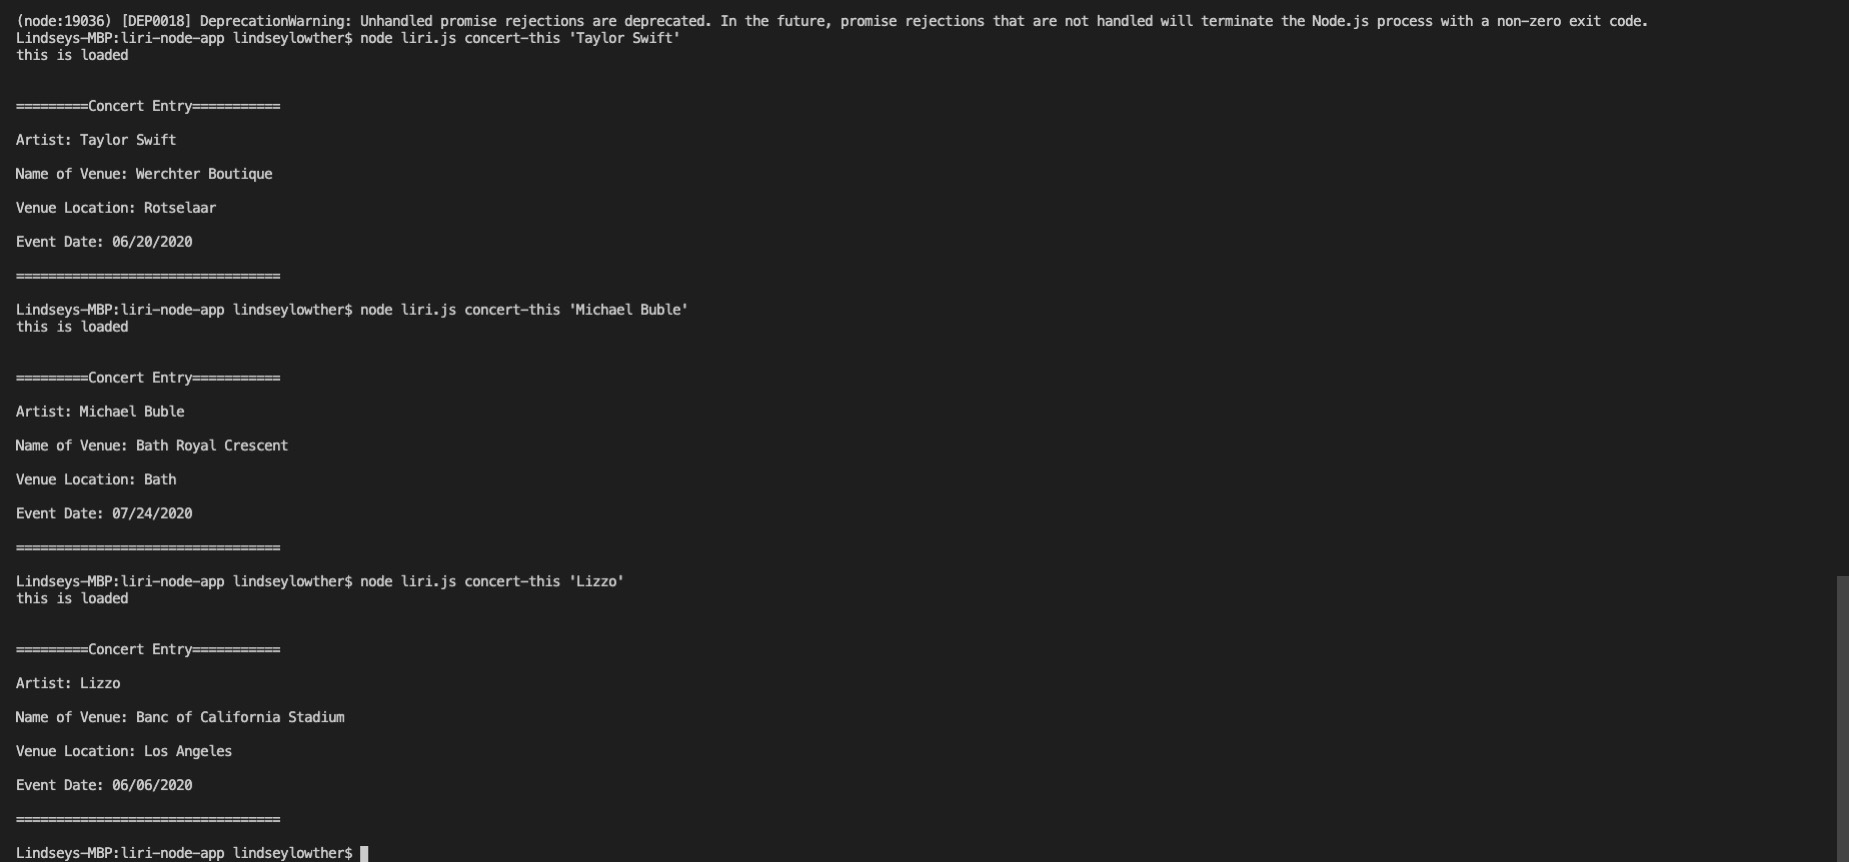 (node:19036) [DEP0018] DeprecationWarning: Unhandled promise rejections are deprecated. In the future, promise rejections that are not handled will terminate the Node.js process with a non-zero exit code.
Lindseys-MBP:liri-node-app lindseylowther$ node liri.js concert-this 'Taylor Swift'
this is loaded
=========Concert Entry===========
Artist: Taylor Swift
Name of Venue: Werchter Boutique
Venue Location: Rotselaar
Event Date: 06/20/2020
=================================
Lindseys-MBP:liri-node-app lindseylowther$ node liri.js concert-this 'Michael Buble'
this is loaded
=========Concert Entry===========
Artist: Michael Buble
Name of Venue: Bath Royal Crescent
Venue Location: Bath
Event Date: 07/24/2020
=================================
Lindseys-MBP:liri-node-app lindseylowther$ node liri.js concert-this 'Lizzo'
this is loaded
=========Concert Entry===========
Artist: Lizzo
Name of Venue: Banc of California Stadium
Venue Location: Los Angeles
Event Date: 06/06/2020
=================================
Lindseys-MBP:liri-node-app lindseylowther$